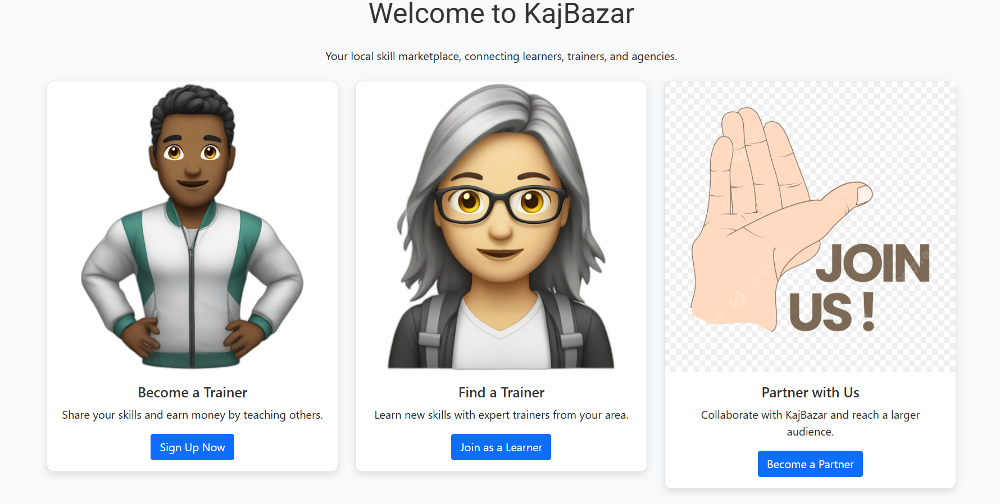 Welcome to KajBazar
Your local skill marketplace, connecting learners, trainers, and agencies.
JOIN
US !
Become a Trainer
Share your skills and earn money by teaching others.
Sign Up Now
Find a Trainer
Learn new skills with expert trainers from your area.
Join as a Learner
Partner with Us
Collaborate with KajBazar and reach a larger
audience.
Become a Partner